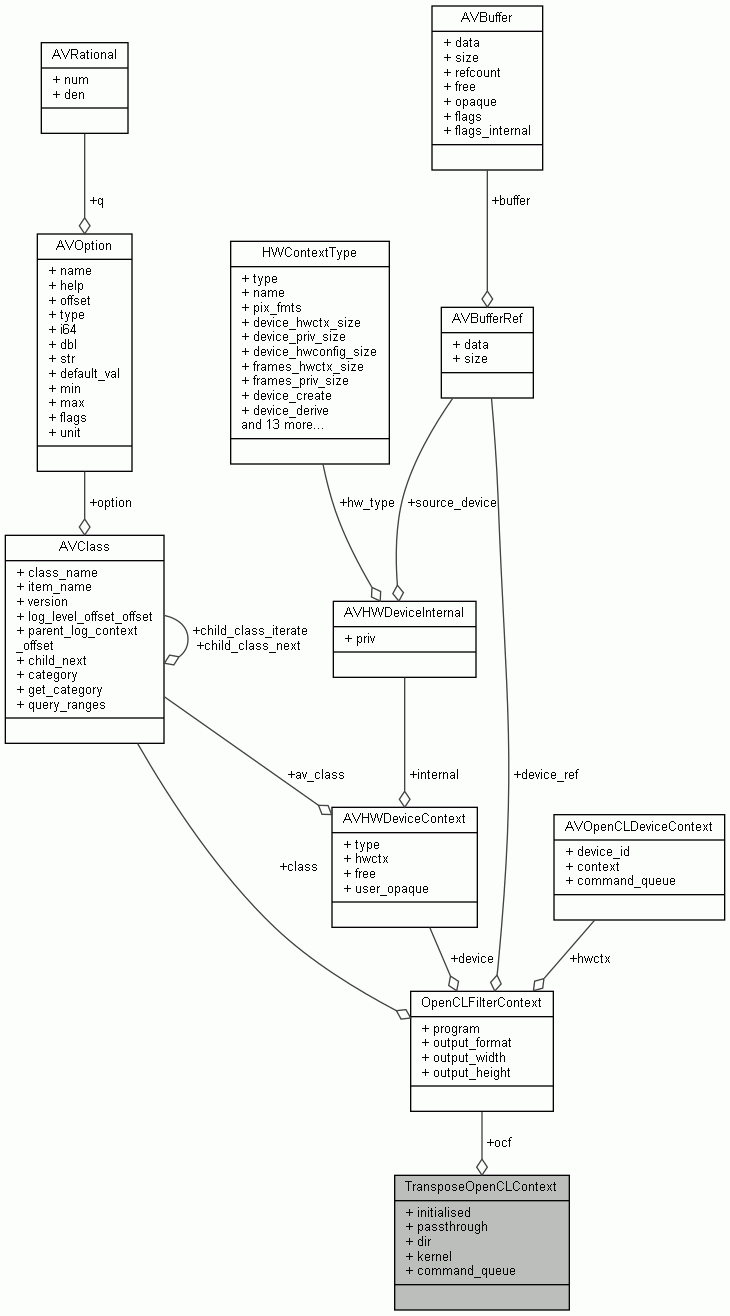 AVBuffer
+ data
+ size
+ refcount
+ free
+ opaque
+ flags
+ flags_internal
AVRational
+ num
+ den
+q
+buffer
AVOption
+ name
+ help
+ offset
+ type
+ i64
+ dbl
+ str
+ default_val
+ min
+ max
+ flags
+ unit
HWContextType
+ type
+ name
+ pix_fmts
+ device_hwctx_size
+ device_priv_size
+ device_hwconfig_size
+ frames_hwctx_size
+ frames_priv_size
+ device_create
+ device_derive
and 13 more...
AVBufferRef
+ data
+ size
+option
+hw_type
+source_device
AVClass
+ class_name
+ item_name
+ version
+ log_level_offset_offset
+ parent_log_context
_offset
+ child_next
+ category
+ get_category
+ query_ranges
+child_class_iterate
+child_class_next
AVHWDeviceInternal
+ priv
+av_class
+internal
+device_ref
AVHWDeviceContext
+ type
+ hwctx
+ free
+ user_opaque
AVOpenCLDeviceContext
+ device_id
+ context
+ command_queue
+class
+device
+hwctx
OpenCLFilterContext
+ program
+ output_format
+ output_width
+ output_height
+ocf
TransposeOpenCLContext
+ initialised
+ passthrough
+ dir
+ kernel
+ command_queue